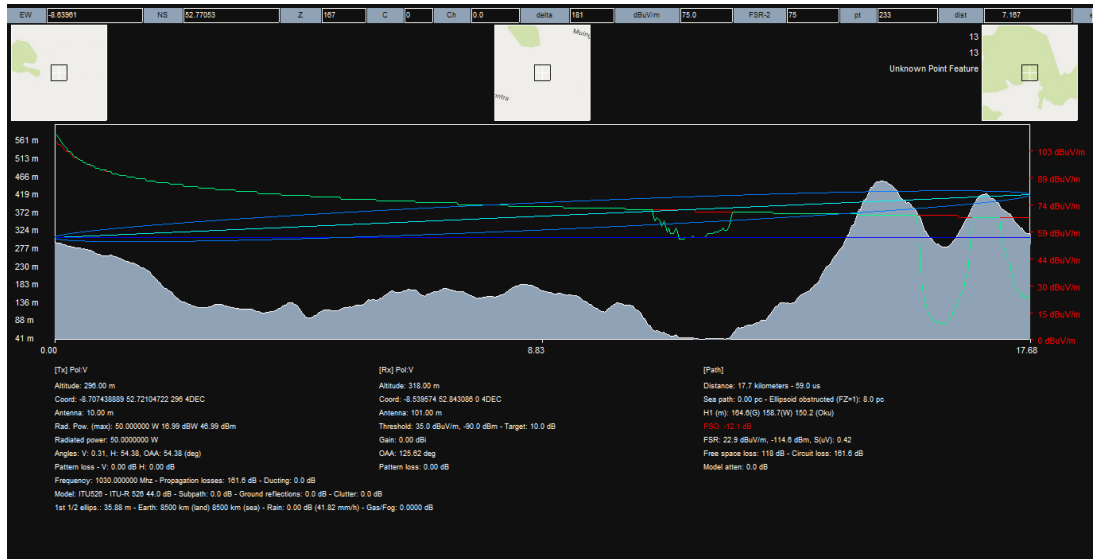 EW -8.63961 NS 52.77053 Z 167 C 0 Ch 0.0 delta 181 dBuV/m 75.0 FSR-2 75 pt 233 dist 7.167
Muing
ontra
13
13
Unknown Point Feature
561 m
513 m
466 m
419 m
372 m
324 m
277 m
230 m
183 m
136 m
88 m
41 m
103 dBuV/m
89 dBuV/m
74 dBuV/m
59 dBuV/m
44 dBuV/m
30 dBuV/m
15 dBuV/m
0 dBuV/m
0.00 8.83 17.68
[Tx] Pol:V
Altitude: 296.00 m
Coord: -8.707438889 52.72104722 296 4DEC
Antenna: 10.00 m
Rad. Pow. (max): 50.000000 W 16.99 dBW 46.99 dBm
Radiated power: 50.0000000 W
Angles: V: 0.31, H: 54.38, OAA: 54.38 (deg)
Pattern loss - V: 0.00 dB H: 0.00 dB
Frequency: 1030.000000 Mhz - Propagation losses: 161.6 dB - Ducting: 0.0 dB
Model: ITU526 - ITU-R 526 44.0 dB - Subpath: 0.0 dB - Ground reflections: 0.0 dB - Clutter: 0.0 dB
1st 1/2 ellips.: 35.88 m - Earth: 8500 km (land) 8500 km (sea) - Rain: 0.00 dB (41.82 mm/h) - Gas/Fog: 0.0000 dB
[Rx] Pol:V
Altitude: 318.00 m
Coord: -8.539574 52.843086 0 4DEC
Antenna: 101.00 m
Threshold: 35.0 dBuV/m, -90.0 dBm - Target: 10.0 dB
Gain: 0.00 dBi
OAA: 125.62 deg
Pattern loss: 0.00 dB
[Path]
Distance: 17.7 kilometers - 59.0 us
Sea path: 0.00 pc - Ellipsoid obstructed (FZ=1): 8.0 pc
H1 (m): 164.6(G) 158.7(W) 150.2 (Oku)
PSO: -12.1 dB
FSR: 22.9 dBuV/m, -114.6 dBm, S(uV): 0.42
Free space loss: 118 dB - Circuit loss: 161.6 dB
Model atten: 0.0 dB